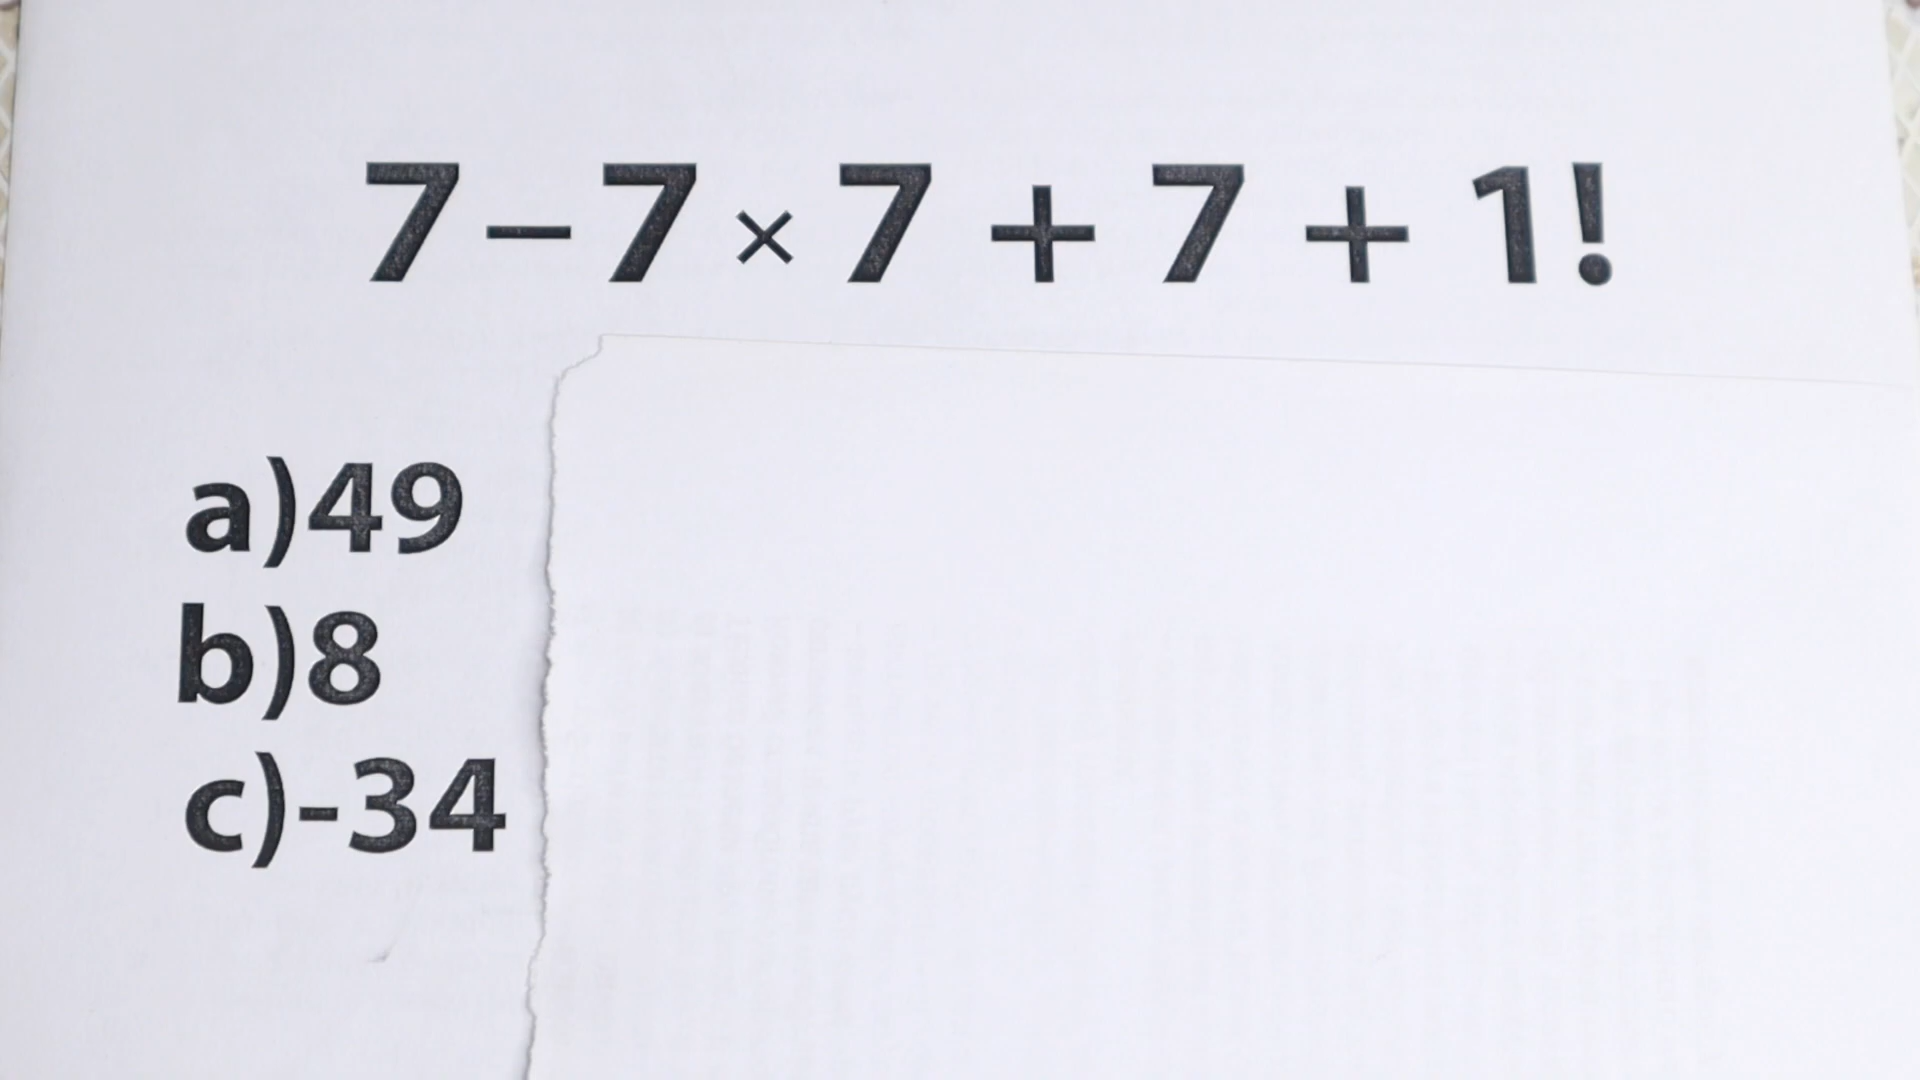 7 – 7 × 7 + 7 + 1!
a)49
b)8
c)-34